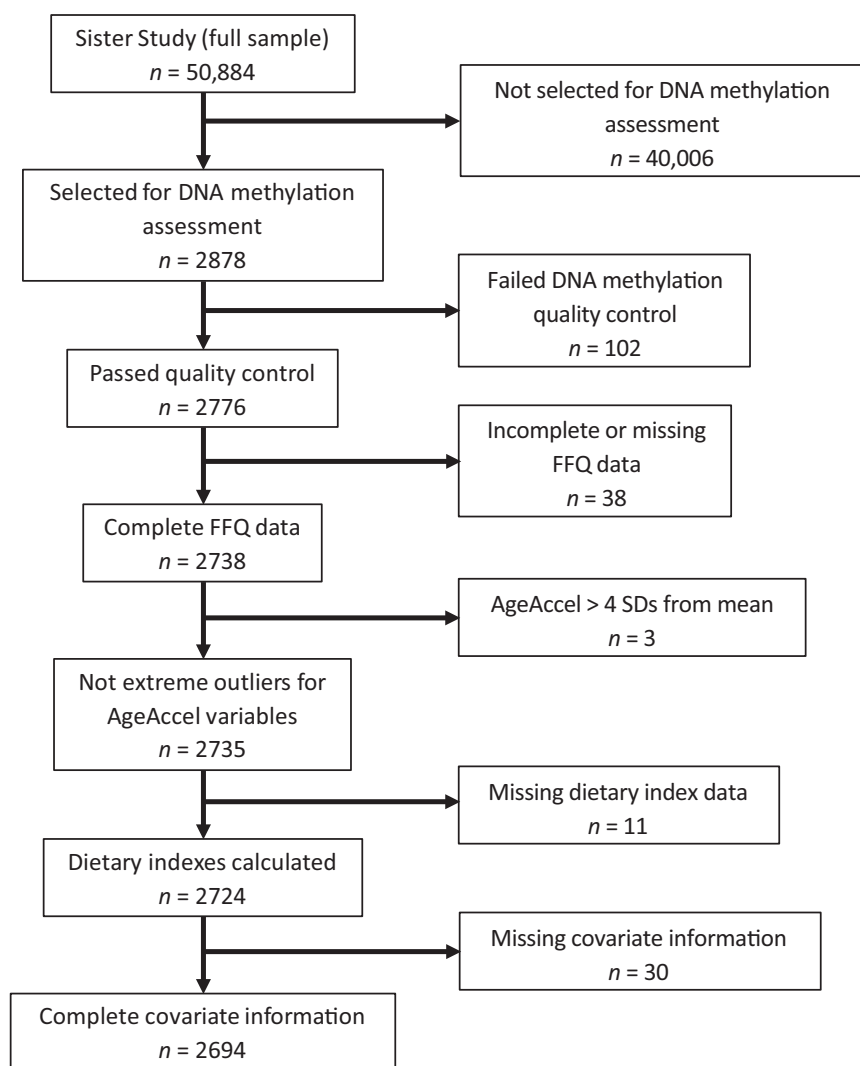 Sister Study (full sample)
n = 50,884
Not selected for DNA methylation
assessment
n = 40,006
Selected for DNA methylation
assessment
n = 2878
Failed DNA methylation
quality control
n = 102
Passed quality control
n = 2776
Incomplete or missing
FFQ data
n = 38
Complete FFQ data
n = 2738
AgeAccel > 4 SDs from mean
n = 3
Not extreme outliers for
AgeAccel variables
n = 2735
Missing dietary index data
n = 11
Dietary indexes calculated
n = 2724
Missing covariate information
n = 30
Complete covariate information
n = 2694